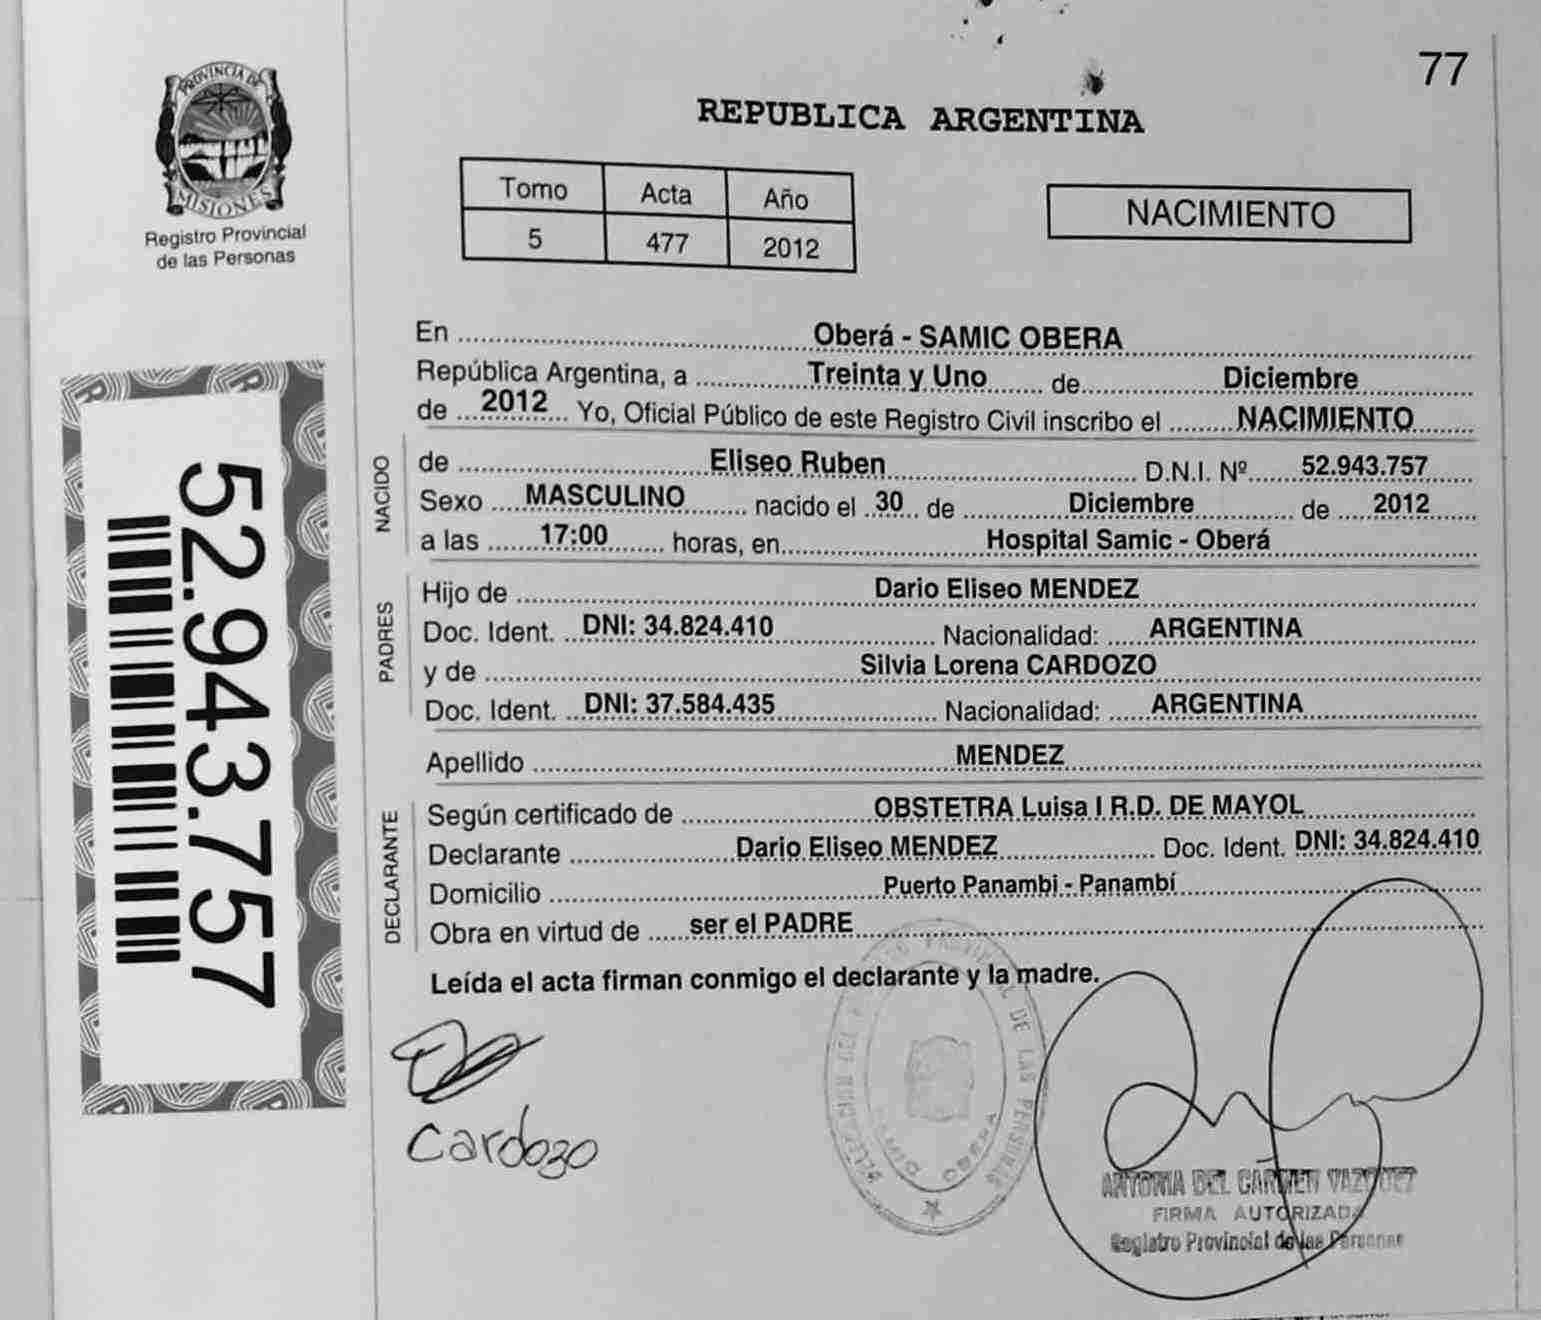 77
PROVINCIA DE
MISIONES
Registro Provincial
de las Personas
REPUBLICA ARGENTINA
Tomo Acta Año
5 477 2012
NACIMIENTO
52.943.757
En Oberá - SAMIC OBERA
República Argentina, a Treinta y Uno de Diciembre
de 2012 Yo, Oficial Público de este Registro Civil inscribo el NACIMIENTO
NACIDO
de Eliseo Ruben D.N.I. Nº 52.943.757
Sexo MASCULINO nacido el 30 de Diciembre de 2012
a las 17:00 horas, en Hospital Samic - Oberá
PADRES
Hijo de Dario Eliseo MENDEZ
Doc. Ident. DNI: 34.824.410 Nacionalidad: ARGENTINA
y de Silvia Lorena CARDOZO
Doc. Ident. DNI: 37.584.435 Nacionalidad: ARGENTINA
Apellido MENDEZ
DECLARANTE
Según certificado de OBSTETRA Luisa I R.D. DE MAYOL
Declarante Dario Eliseo MENDEZ Doc. Ident. DNI: 34.824.410
Domicilio Puerto Panambi - Panambí
Obra en virtud de ser el PADRE
Leída el acta firman conmigo el declarante y la madre.
Cardozo
DE LAS PERSONAS
OBERA
ANTONIA DEL CARMEN VAZQUEZ
FIRMA AUTORIZADA
Registro Provincial de las Personas